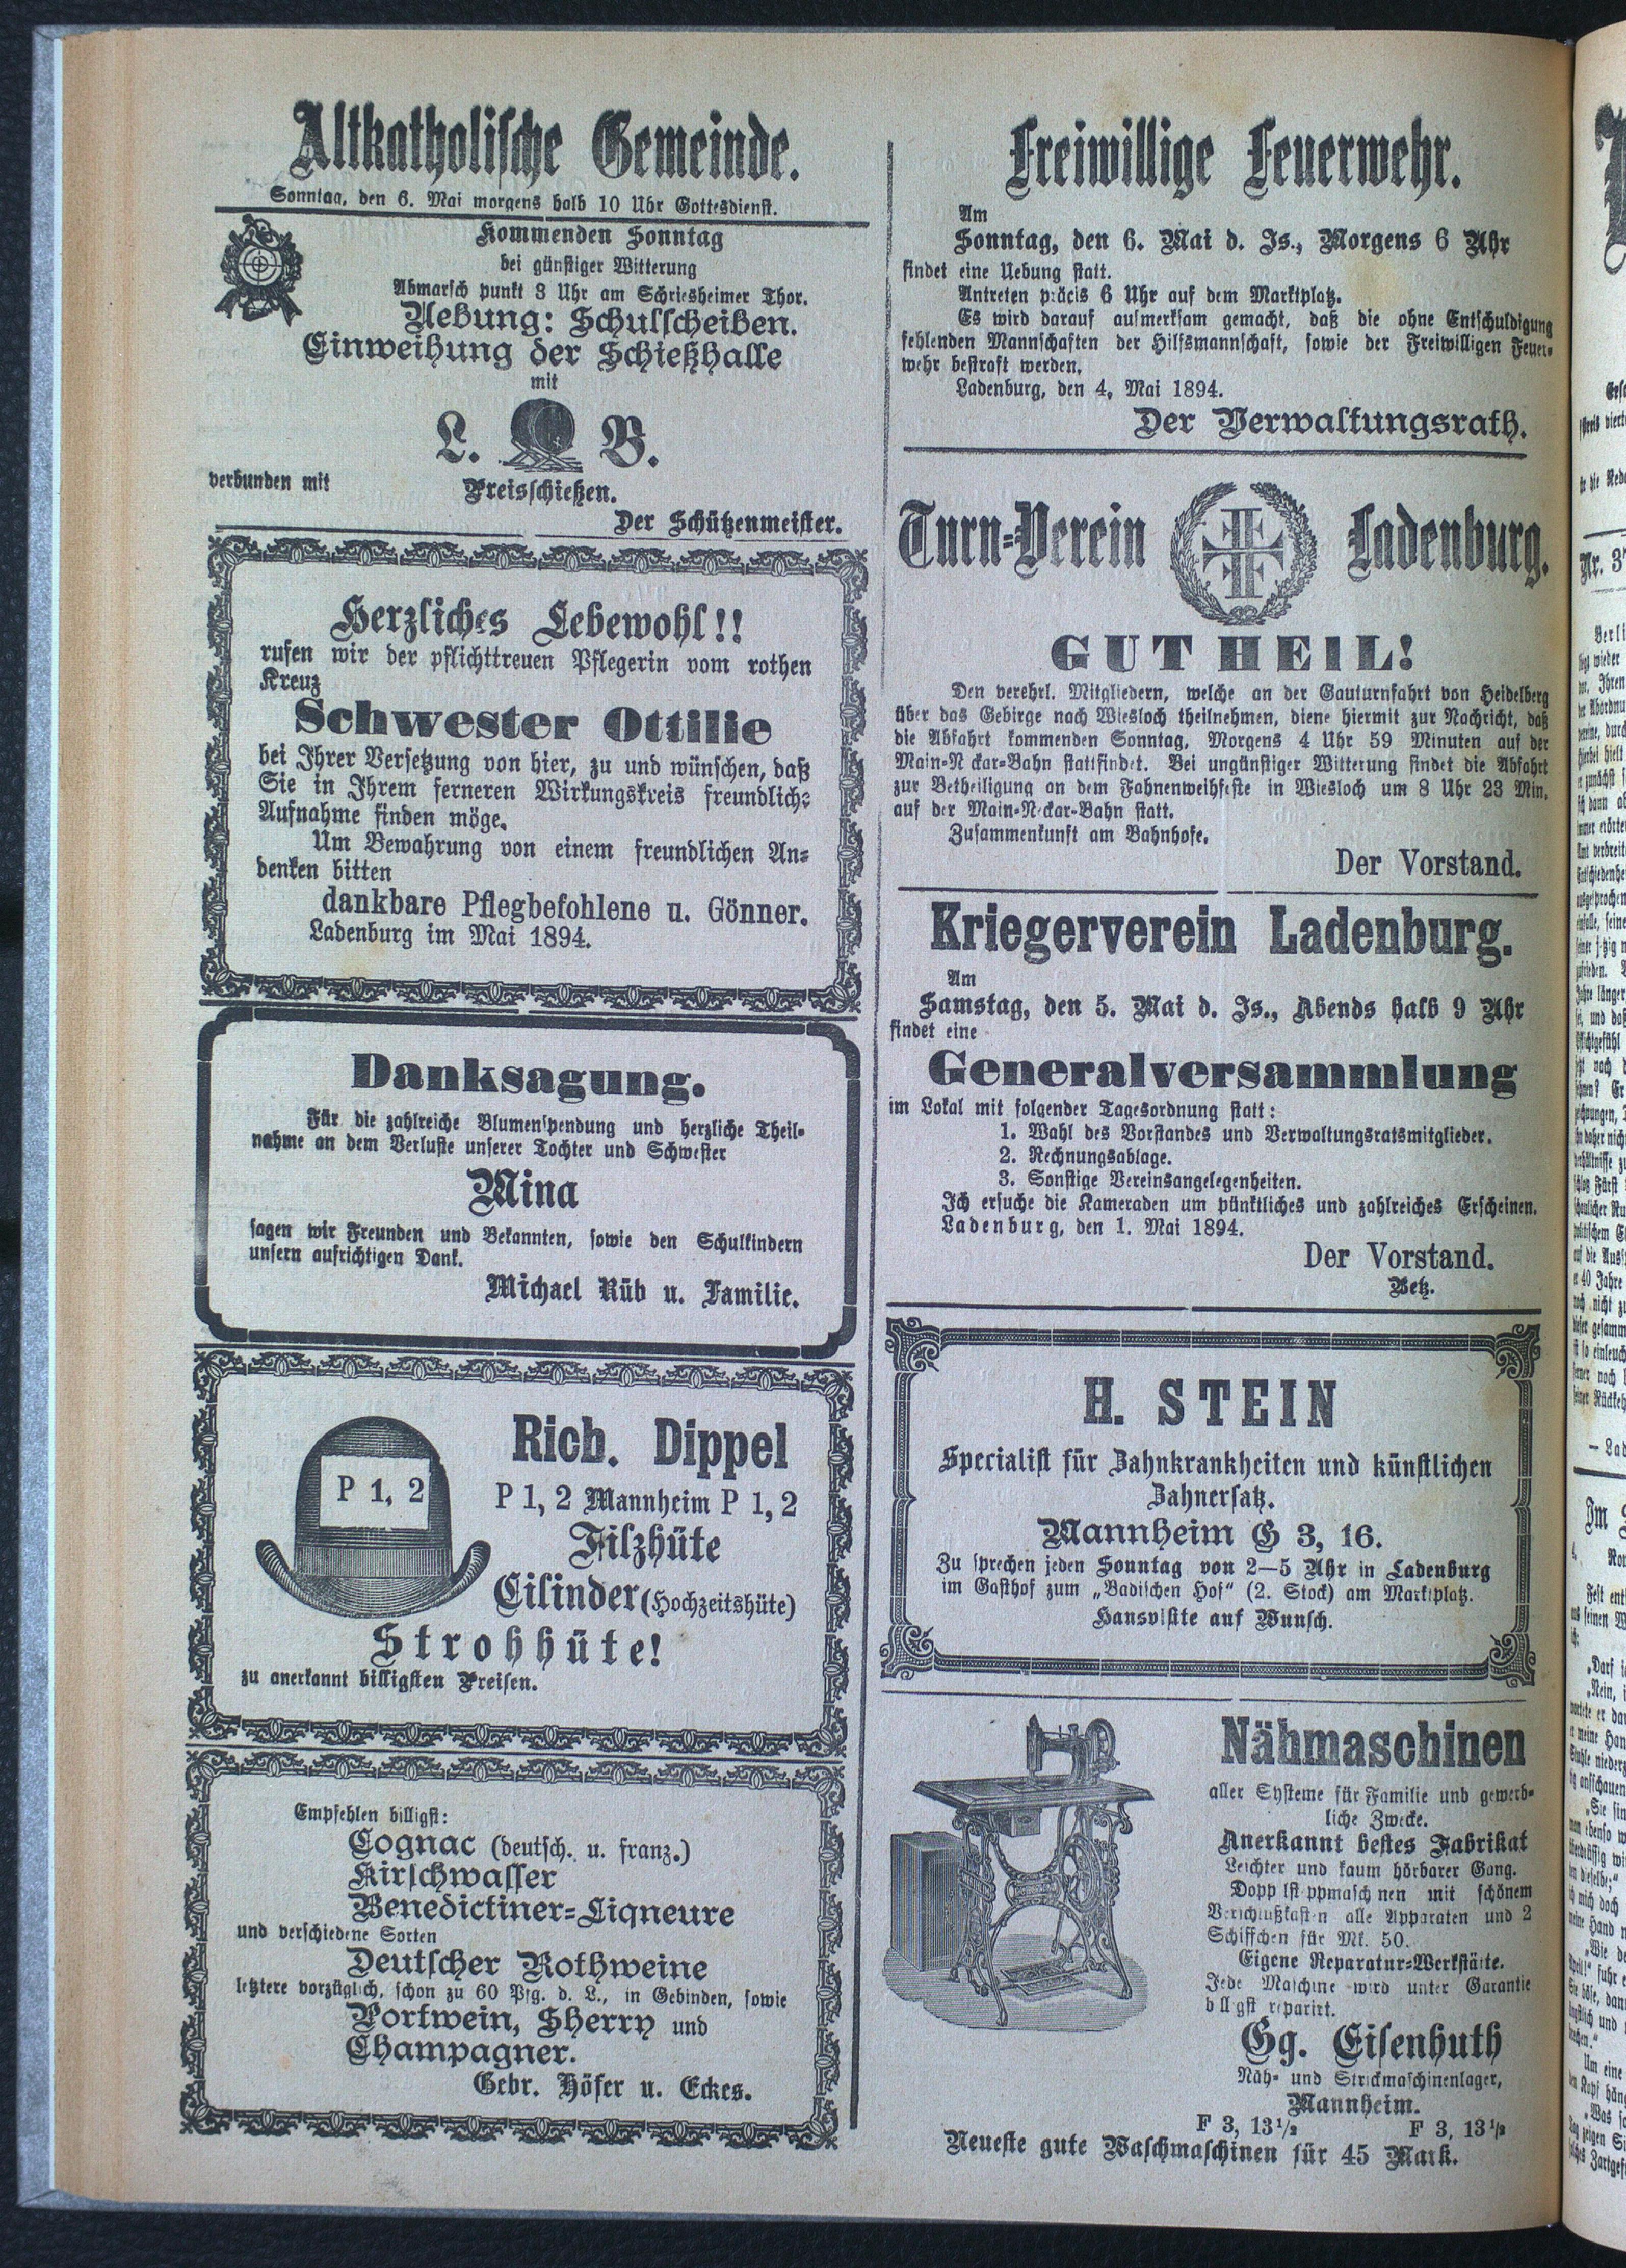 Altkatholische Gemeinde.
Sonntag, den 6. Mai morgens halb 10 Uhr Gottesdienst.
Kommenden Sonntag
bei günstiger Witterung
Abmarsch punkt 3 Uhr am Schriesheimer Thor.
Uebung: Schulscheiben.
Einweihung der Schießhalle
mit
L. B.
verbunden mit Preisschießen.
Der Schützenmeister.
Herzliches Lebewohl!!
rufen wir der pflichttreuen Pflegerin vom rothen
Kreuz
Schwester Ottilie
bei Ihrer Versetzung von hier, zu und wünschen, daß
Sie in Ihrem ferneren Wirkungskreis freundliche
Aufnahme finden möge.
Um Bewahrung von einem freundlichen An-
denken bitten
dankbare Pflegbefohlene u. Gönner.
Ladenburg im Mai 1894.
Danksagung.
Für die zahlreiche Blumenspendung und herzliche Theil-
nahme an dem Verluste unserer Tochter und Schwester
Mina
sagen wir Freunden und Bekannten, sowie den Schulkindern
unsern aufrichtigen Dank.
Michael Rüb u. Familie.
P 1, 2
Rich. Dippel
P 1, 2 Mannheim P 1, 2
Filzhüte
Cilinder (Hochzeitshüte)
Strohhüte!
zu anerkannt billigsten Preisen.
Empfehlen billigst:
Cognac (deutsch. u. franz.)
Kirschwasser
Benedictiner-Liqneure
und verschiedene Sorten
Deutscher Rothweine
letztere vorzüglich, schon zu 60 Pfg. d. L., in Gebinden, sowie
Portwein, Sherry und
Champagner.
Gebr. Höfer u. Eckes.
Freiwillige Feuerwehr.
Am
Sonntag, den 6. Mai d. Js., Morgens 6 Uhr
findet eine Uebung statt.
Antreten präcis 6 Uhr auf dem Marktplatz.
Es wird darauf aufmerksam gemacht, daß die ohne Entschuldigung
fehlenden Mannschaften der Hilfsmannschaft, sowie der Freiwilligen Feuer-
wehr bestraft werden.
Ladenburg, den 4. Mai 1894.
Der Verwaltungsrath.
Turn-Verein Ladenburg.
GUT HEIL!
Den verehrl. Mitgliedern, welche an der Gauturnfahrt von Heidelberg
über das Gebirge nach Wiesloch theilnehmen, diene hiermit zur Nachricht, daß
die Abfahrt kommenden Sonntag, Morgens 4 Uhr 59 Minuten auf der
Main-N ckar-Bahn stattfindet. Bei ungünstiger Witterung findet die Abfahrt
zur Betheiligung an dem Fahnenweihfeste in Wiesloch um 8 Uhr 23 Min.
auf der Main-Neckar-Bahn statt.
Zusammenkunft am Bahnhofe.
Der Vorstand.
Kriegerverein Ladenburg.
Am
Samstag, den 5. Mai d. Js., Abends halb 9 Uhr
findet eine
Generalversammlung
im Lokal mit folgender Tagesordnung statt:
1. Wahl des Vorstandes und Verwaltungsratsmitglieder.
2. Rechnungsablage.
3. Sonstige Vereinsangelegenheiten.
Ich ersuche die Kameraden um pünktliches und zahlreiches Erscheinen.
Ladenburg, den 1. Mai 1894.
Der Vorstand.
Betz.
H. STEIN
Specialist für Zahnkrankheiten und künstlichen
Zahnersatz.
Mannheim G 3, 16.
Zu sprechen jeden Sonntag von 2—5 Uhr in Ladenburg
im Gasthof zum „Badischen Hof“ (2. Stock) am Marktplatz.
Hausvisite auf Wunsch.
Nähmaschinen
aller Systeme für Familie und gewerb-
liche Zwecke.
Anerkannt bestes Fabrikat
Leichter und kaum hörbarer Gang.
Dopp lst ppmasch nen mit schönem
Verschlußkasten alle Apparaten und 2
Schiffchen für Mk. 50.
Eigene Reparatur-Werkstätte.
Jede Maschine wird unter Garantie
b ll gst reparirt.
Gg. Eisenhuth
Näh- und Strickmaschinenlager,
Mannheim.
F 3, 13½ F 3, 13½
Neueste gute Waschmaschinen für 45 Mark.